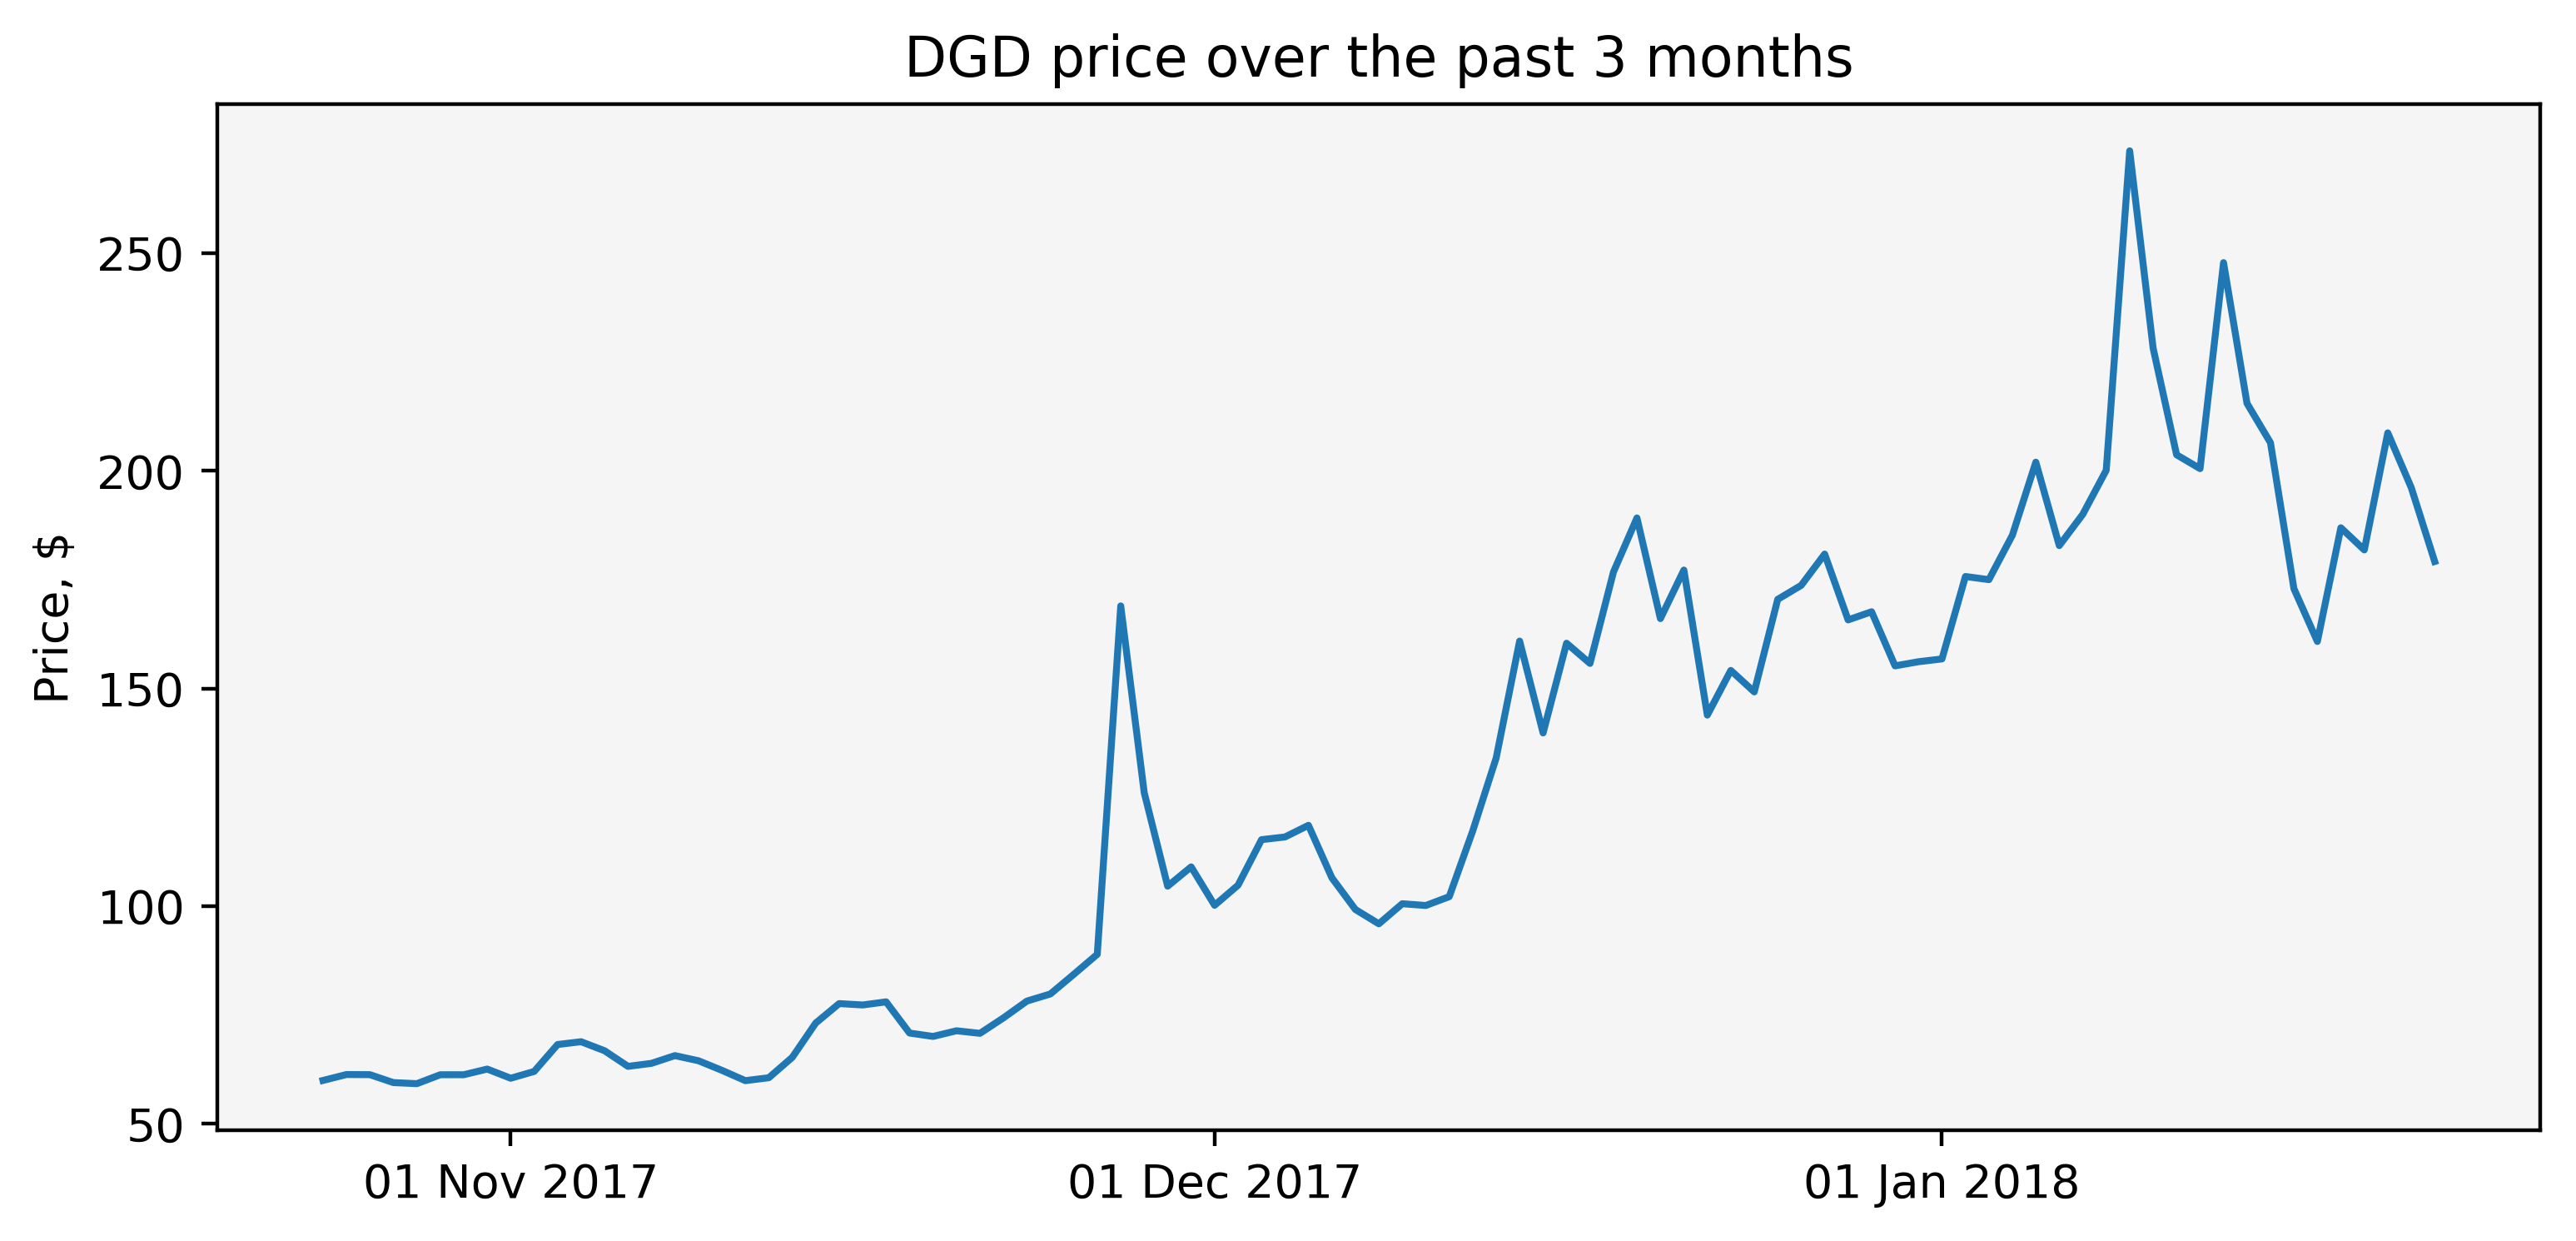 DGD price over the past 3 months
Price, $
250
200
150
100
50
01 Nov 2017
01 Dec 2017
01 Jan 2018